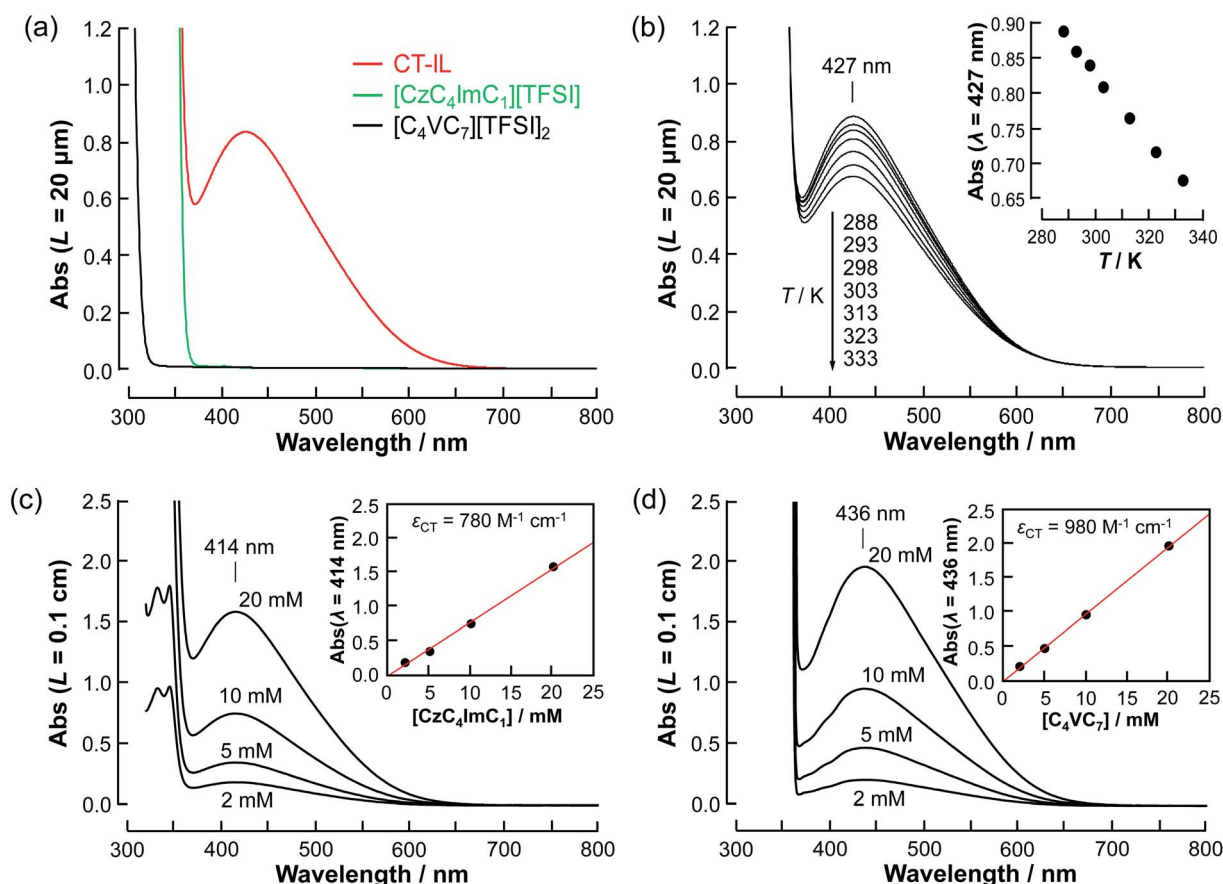 (a)
1.2
1.0
0.8
0.6
0.4
0.2
0.0
Abs (L = 20 μm)
CT-IL
[CzC₄ImC₁][TFSI]
[C₄VC₇][TFSI]₂
300 400 500 600 700 800
Wavelength / nm
(b)
1.2
1.0
0.8
0.6
0.4
0.2
0.0
Abs (L = 20 μm)
427 nm
T / K
288
293
298
303
313
323
333
300 400 500 600 700 800
Wavelength / nm
0.90
0.85
0.80
0.75
0.70
0.65
Abs (λ = 427 nm)
280 300 320 340
T / K
(c)
2.5
2.0
1.5
1.0
0.5
0.0
Abs (L = 0.1 cm)
414 nm
20 mM
10 mM
5 mM
2 mM
300 400 500 600 700 800
Wavelength / nm
2.5
2.0
1.5
1.0
0.5
0.0
Abs(λ = 414 nm)
εCT = 780 M⁻¹ cm⁻¹
0 5 10 15 20 25
[CzC₄ImC₁] / mM
(d)
2.5
2.0
1.5
1.0
0.5
0.0
Abs (L = 0.1 cm)
436 nm
20 mM
10 mM
5 mM
2 mM
300 400 500 600 700 800
Wavelength / nm
2.5
2.0
1.5
1.0
0.5
0.0
Abs(λ = 436 nm)
εCT = 980 M⁻¹ cm⁻¹
0 5 10 15 20 25
[C₄VC₇] / mM